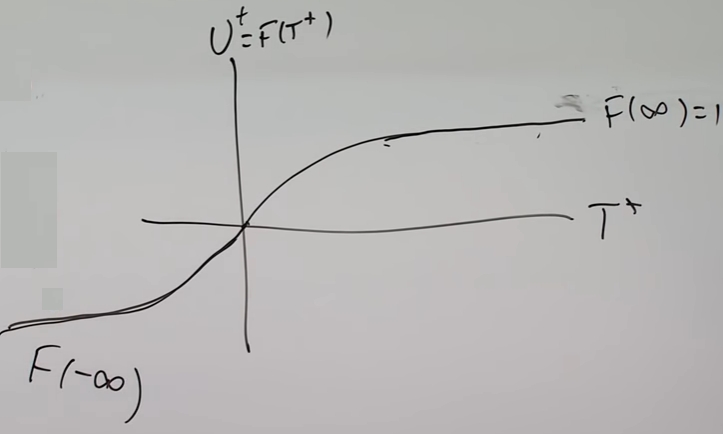 U⁺=F(T⁺)
F(∞)=1
T⁺
F(-∞)